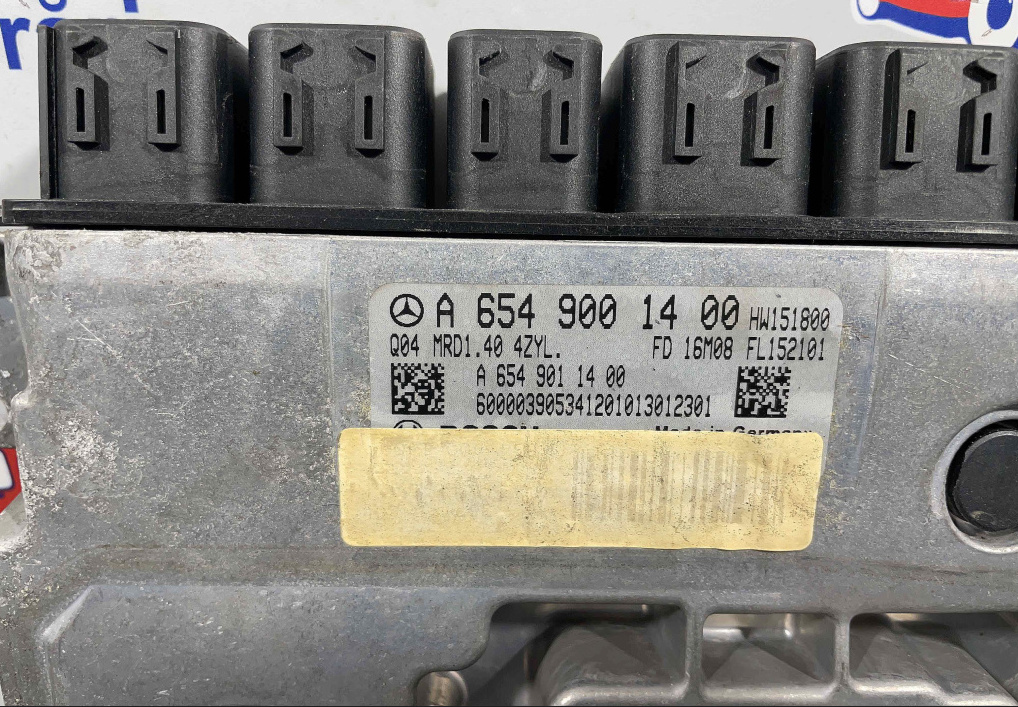 A 654 900 14 00 HW151800
Q04 MRD1.40 4ZYL. FD 16M08 FL152101
A 654 901 14 00
6000039053412010130123​01
BOSCH Made in Germany